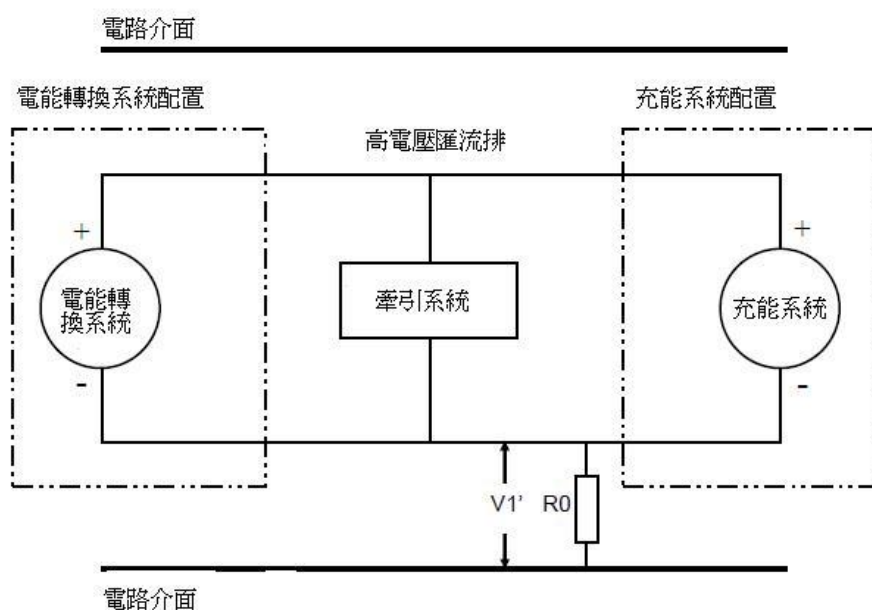 電路介面
電能轉換系統配置
充能系統配置
高電壓匯流排
+
+
電能轉
換系統
牽引系統
充能系統
-
-
V1' R0
電路介面